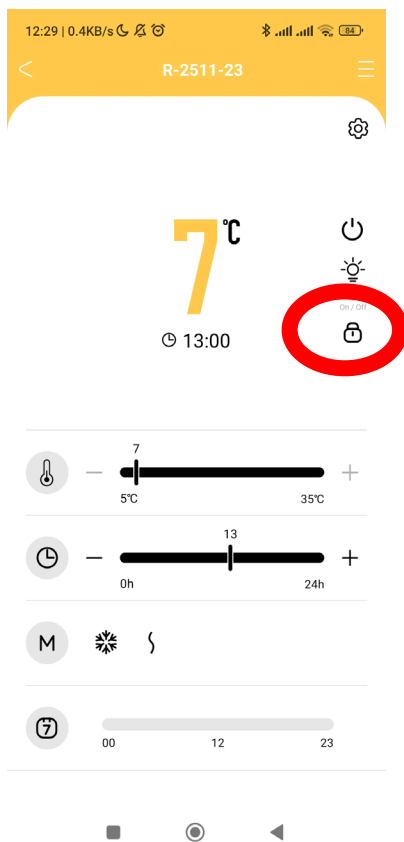 12:29 | 0.4KB/s 84
R-2511-23
7°C
On / Off
13:00
7
5°C 35°C
13
0h 24h
M
7
00 12 23